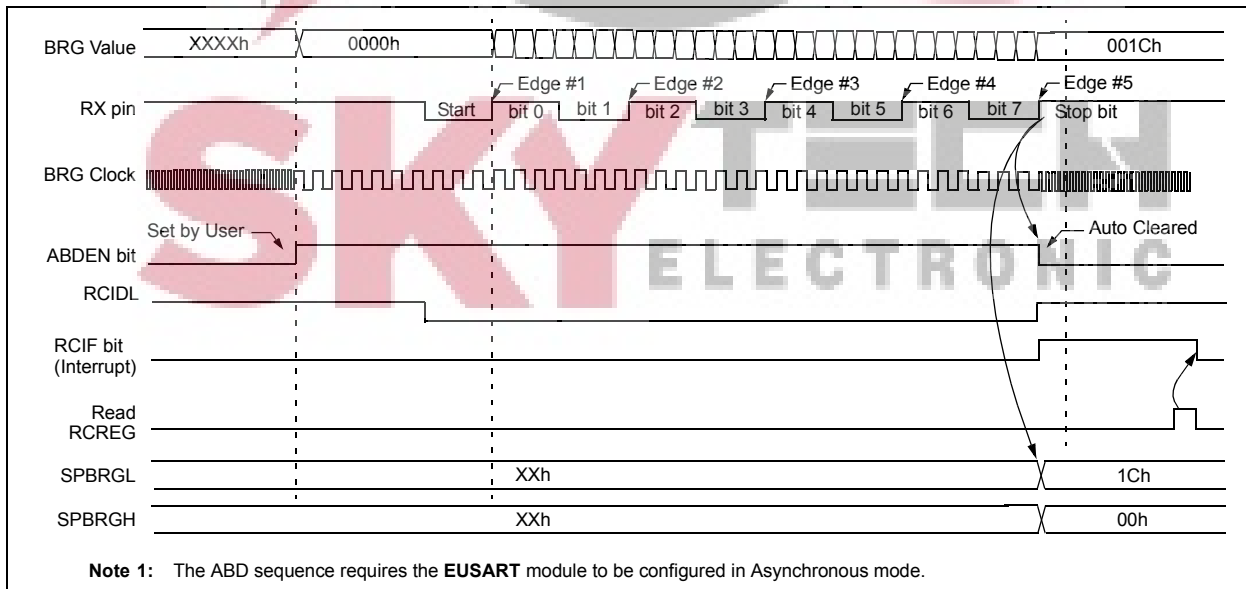 BRG Value XXXXh 0000h 001Ch
Edge #1 Edge #2 Edge #3 Edge #4 Edge #5
RX pin Start bit 0 bit 1 bit 2 bit 3 bit 4 bit 5 bit 6 bit 7 Stop bit
BRG Clock
Set by User Auto Cleared
ABDEN bit
RCIDL
RCIF bit
(Interrupt)
Read
RCREG
SPBRGL XXh 1Ch
SPBRGH XXh 00h
Note 1: The ABD sequence requires the EUSART module to be configured in Asynchronous mode.
SKY TECH
ELECTRONIC